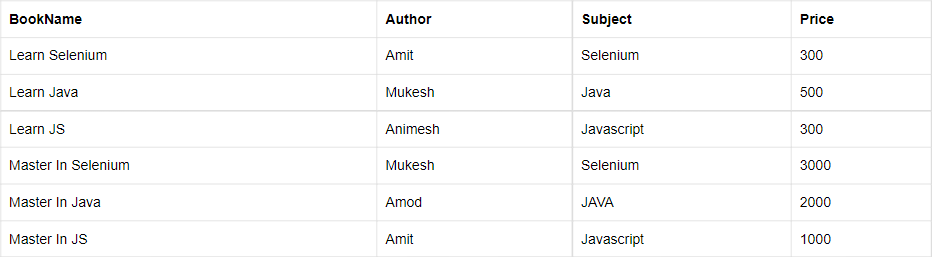 BookName Author Subject Price
Learn Selenium Amit Selenium 300
Learn Java Mukesh Java 500
Learn JS Animesh Javascript 300
Master In Selenium Mukesh Selenium 3000
Master In Java Amod JAVA 2000
Master In JS Amit Javascript 1000